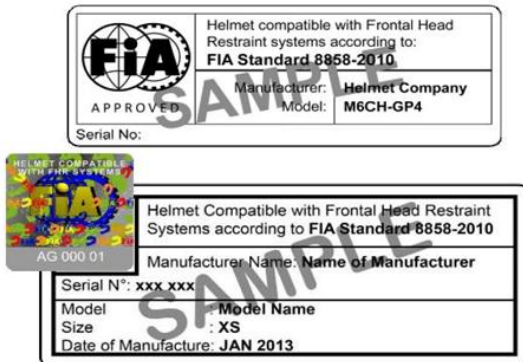 FiA
APPROVED
Helmet compatible with Frontal Head
Restraint systems according to:
FIA Standard 8858-2010
Manufacturer: Helmet Company
Model: M6CH-GP4
Serial No:
SAMPLE
HELMET COMPATIBLE
WITH FHR SYSTEMS
FiA
AG 000 01
Helmet Compatible with Frontal Head Restraint
Systems according to FIA Standard 8858-2010
Manufacturer Name: Name of Manufacturer
Serial N°: xxx xxx
Model : Model Name
Size : XS
Date of Manufacture: JAN 2013
SAMPLE